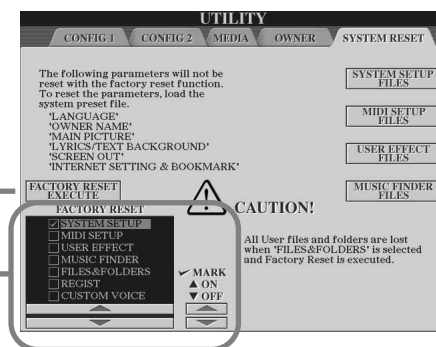 UTILITY
CONFIG 1
CONFIG 2
MEDIA
OWNER
SYSTEM RESET
The following parameters will not be
reset with the factory reset function.
To reset the parameters, load the
system preset file.
'LANGUAGE'
'OWNER NAME'
'MAIN PICTURE'
'LYRICS/TEXT BACKGROUND'
'SCREEN OUT'
'INTERNET SETTING & BOOKMARK'
SYSTEM SETUP
FILES
MIDI SETUP
FILES
USER EFFECT
FILES
MUSIC FINDER
FILES
FACTORY RESET
EXECUTE
FACTORY RESET
SYSTEM SETUP
MIDI SETUP
USER EFFECT
MUSIC FINDER
FILES&FOLDERS
REGIST
CUSTOM VOICE
MARK
▲ ON
▼ OFF
CAUTION!
All User files and folders are lost
when 'FILES&FOLDERS' is selected
and Factory Reset is executed.